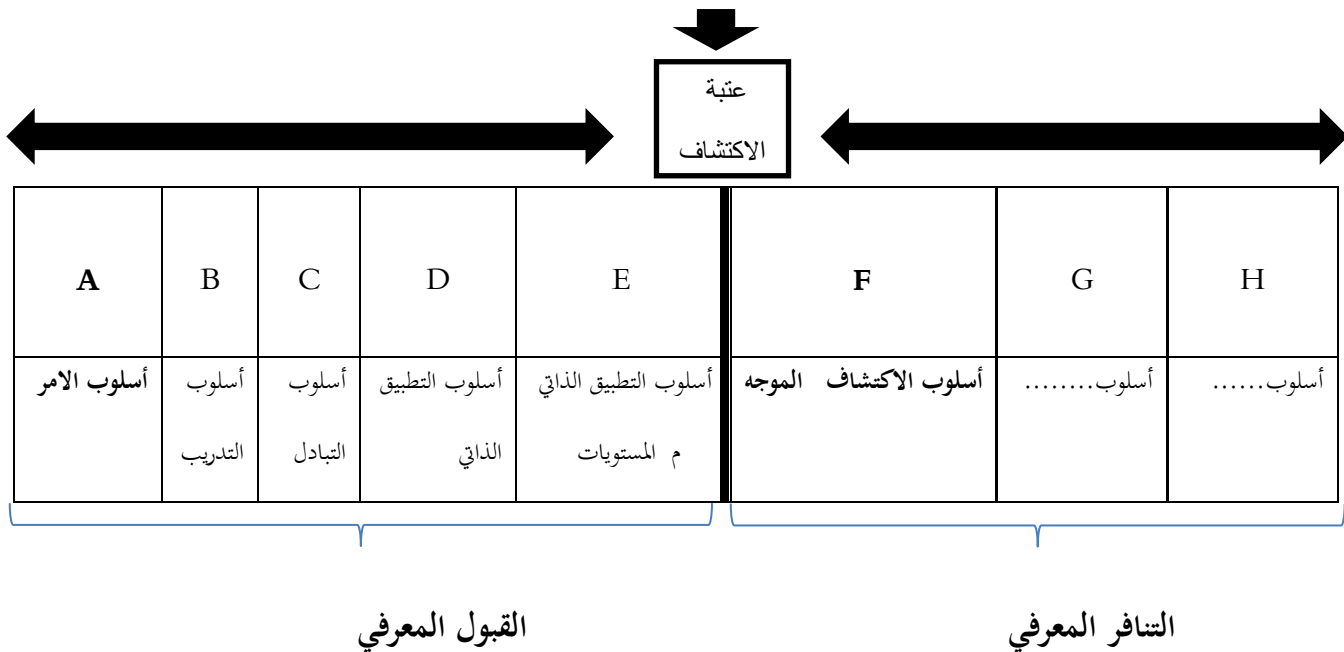 عتبة
الاكتشاف
A B C D E F G H
أسلوب الامر
أسلوب
التدريب
أسلوب
التبادل
أسلوب التطبيق
الذاتي
أسلوب التطبيق الذاتي
م المستويات
أسلوب الاكتشاف الموجه
أسلوب........
أسلوب......
القبول المعرفي
التنافر المعرفي